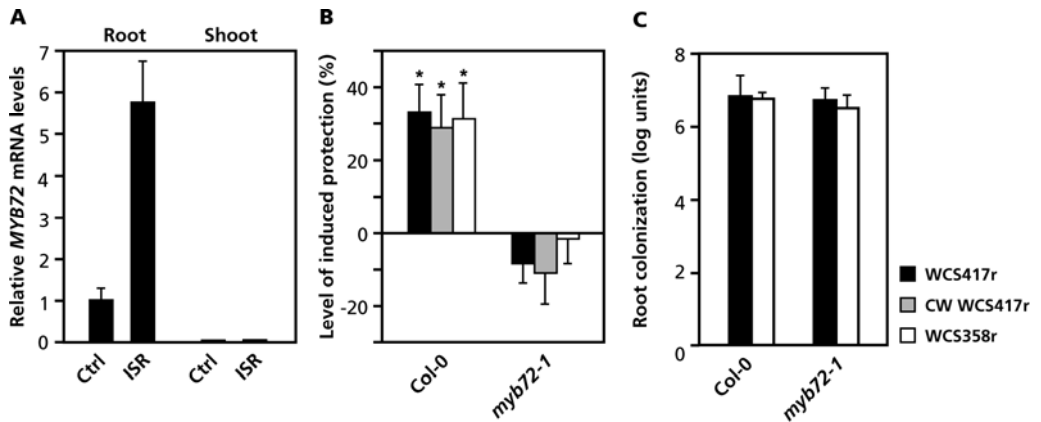 A
Root Shoot
Relative MYB72 mRNA levels
7
6
5
4
3
2
1
0
Ctrl
ISR
Ctrl
ISR
B
Level of induced protection (%)
40
20
0
-20
* * *
Col-0
myb72-1
C
Root colonization (log units)
8
6
4
2
0
Col-0
myb72-1
WCS417r
CW WCS417r
WCS358r